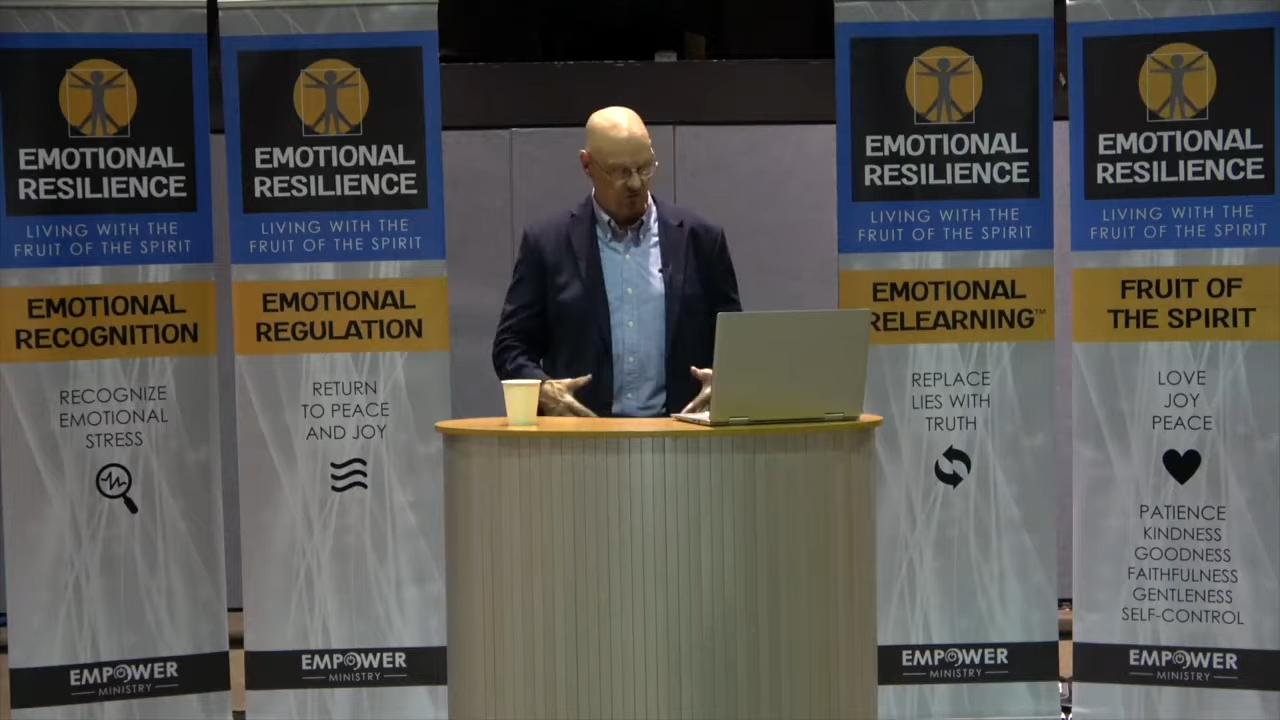 EMOTIONAL
RESILIENCE
LIVING WITH THE
FRUIT OF THE SPIRIT
EMOTIONAL
RECOGNITION
RECOGNIZE
EMOTIONAL
STRESS
EMPOWER
MINISTRY
EMOTIONAL
RESILIENCE
LIVING WITH THE
FRUIT OF THE SPIRIT
EMOTIONAL
REGULATION
RETURN
TO PEACE
AND JOY
EMPOWER
MINISTRY
EMOTIONAL
RESILIENCE
LIVING WITH THE
FRUIT OF THE SPIRIT
EMOTIONAL
RELEARNING™
REPLACE
LIES WITH
TRUTH
EMPOWER
MINISTRY
EMOTIONAL
RESILIENCE
LIVING WITH THE
FRUIT OF THE SPIRIT
FRUIT OF
THE SPIRIT
LOVE
JOY
PEACE
PATIENCE
KINDNESS
GOODNESS
FAITHFULNESS
GENTLENESS
SELF-CONTROL
EMPOWER
MINISTRY